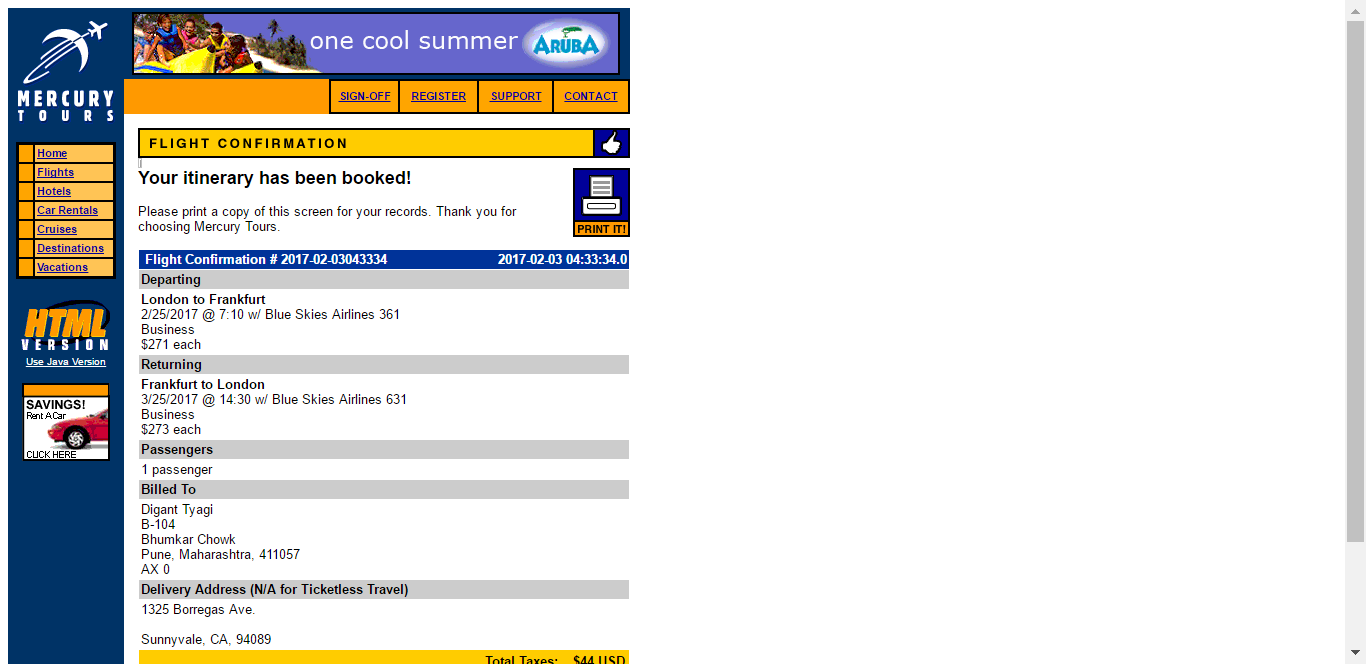 one cool summer ARUBA
MERCURY
TOURS
SIGN-OFF REGISTER SUPPORT CONTACT
Home
Flights
Hotels
Car Rentals
Cruises
Destinations
Vacations
HTML
VERSION
Use Java Version
SAVINGS!
Rent A Car
CLICK HERE
FLIGHT CONFIRMATION
Your itinerary has been booked!
PRINT IT!
Please print a copy of this screen for your records. Thank you for
choosing Mercury Tours.
Flight Confirmation # 2017-02-03043334 2017-02-03 04:33:34.0
Departing
London to Frankfurt
2/25/2017 @ 7:10 w/ Blue Skies Airlines 361
Business
$271 each
Returning
Frankfurt to London
3/25/2017 @ 14:30 w/ Blue Skies Airlines 631
Business
$273 each
Passengers
1 passenger
Billed To
Digant Tyagi
B-104
Bhumkar Chowk
Pune, Maharashtra, 411057
AX 0
Delivery Address (N/A for Ticketless Travel)
1325 Borregas Ave.
Sunnyvale, CA, 94089
Total Taxes: $44 USD